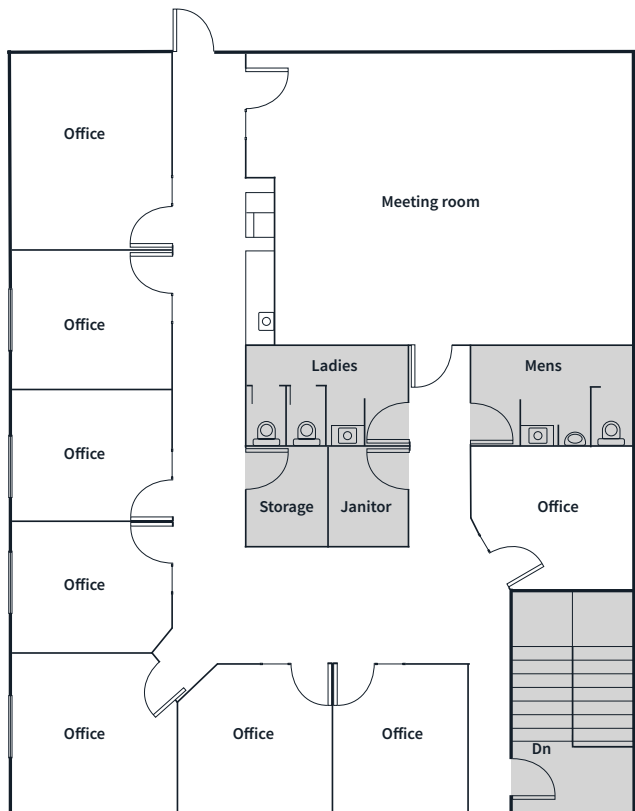 Office
Meeting room
Office
Ladies
Mens
Office
Storage
Janitor
Office
Office
Office
Office
Office
Dn